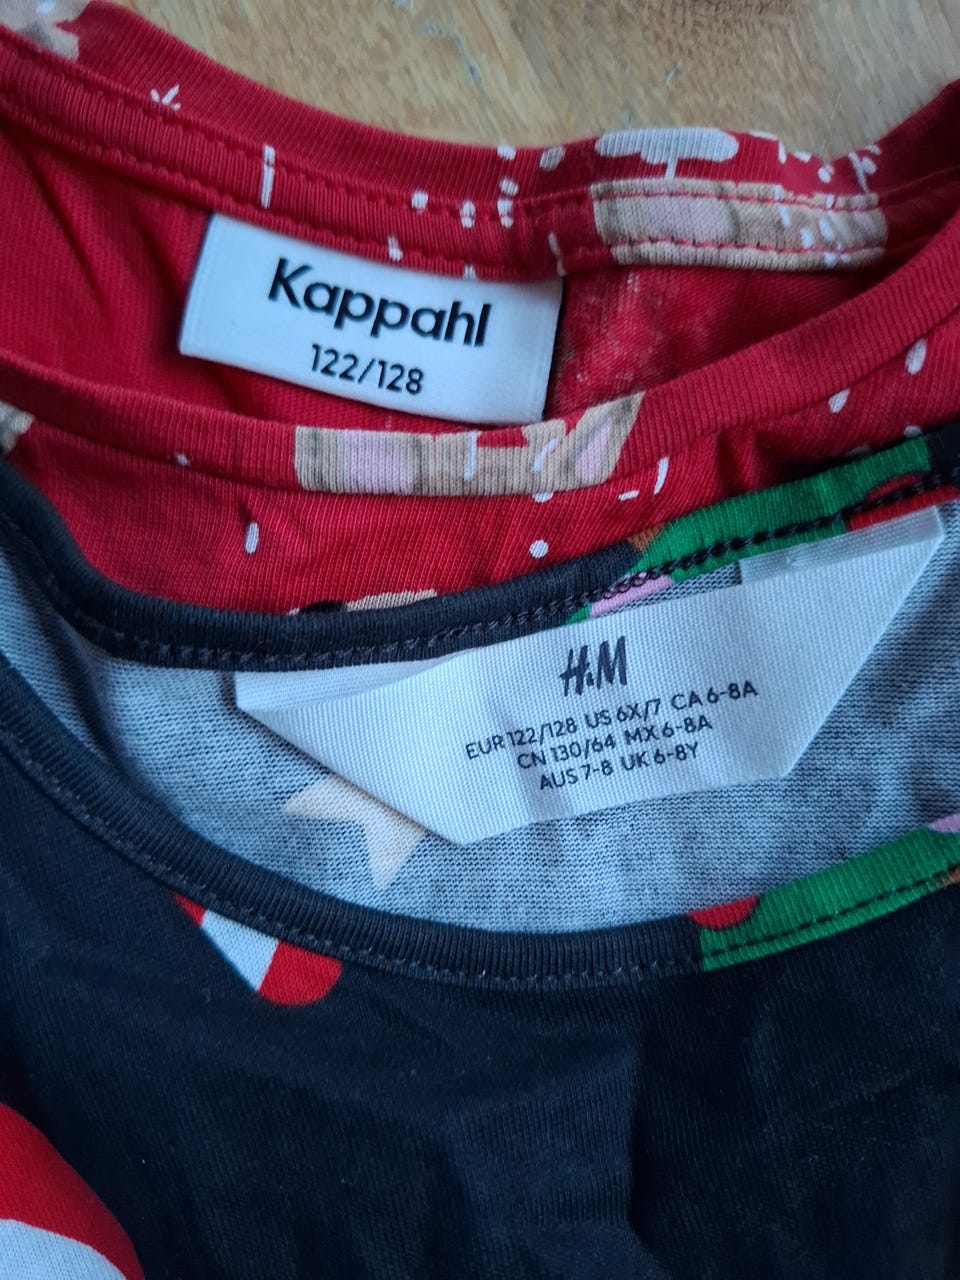 Kappahl
122/128
H&M
EUR 122/128 US 6X/7 CA 6-8A
CN 130/64 MX 6-8A
AUS 7-8 UK 6-8Y